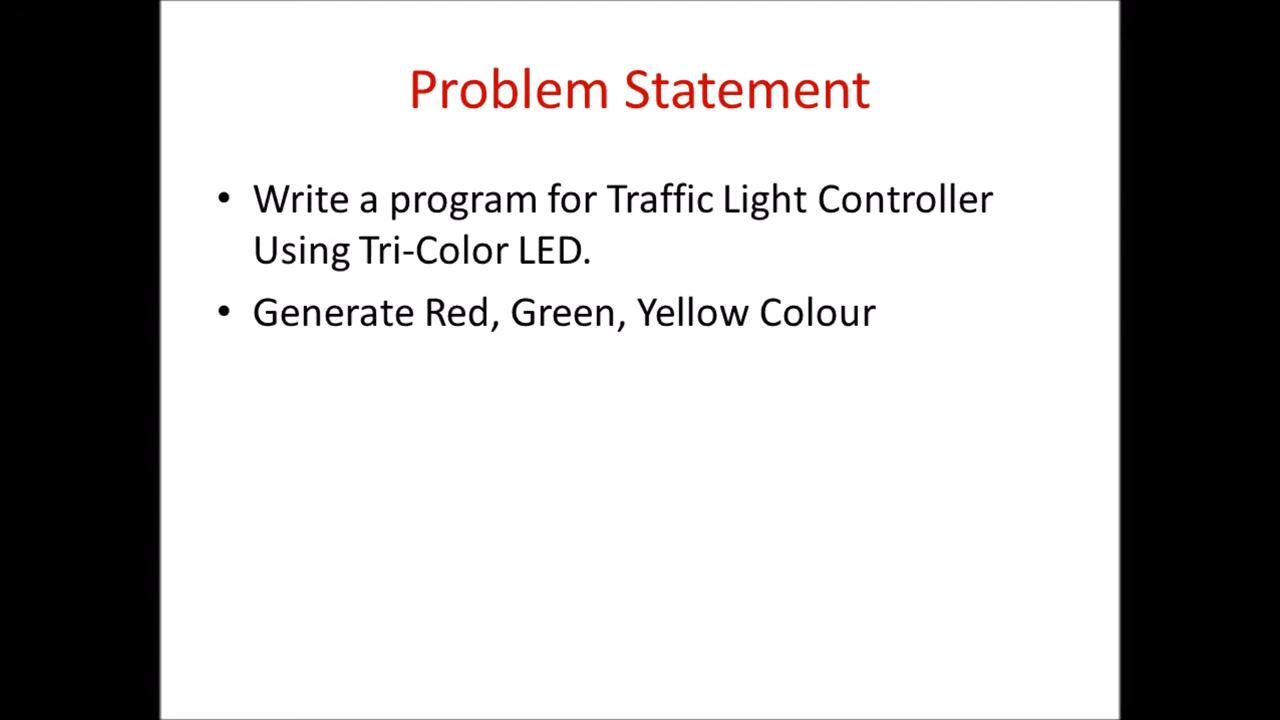 Problem Statement
• Write a program for Traffic Light Controller
Using Tri-Color LED.
• Generate Red, Green, Yellow Colour